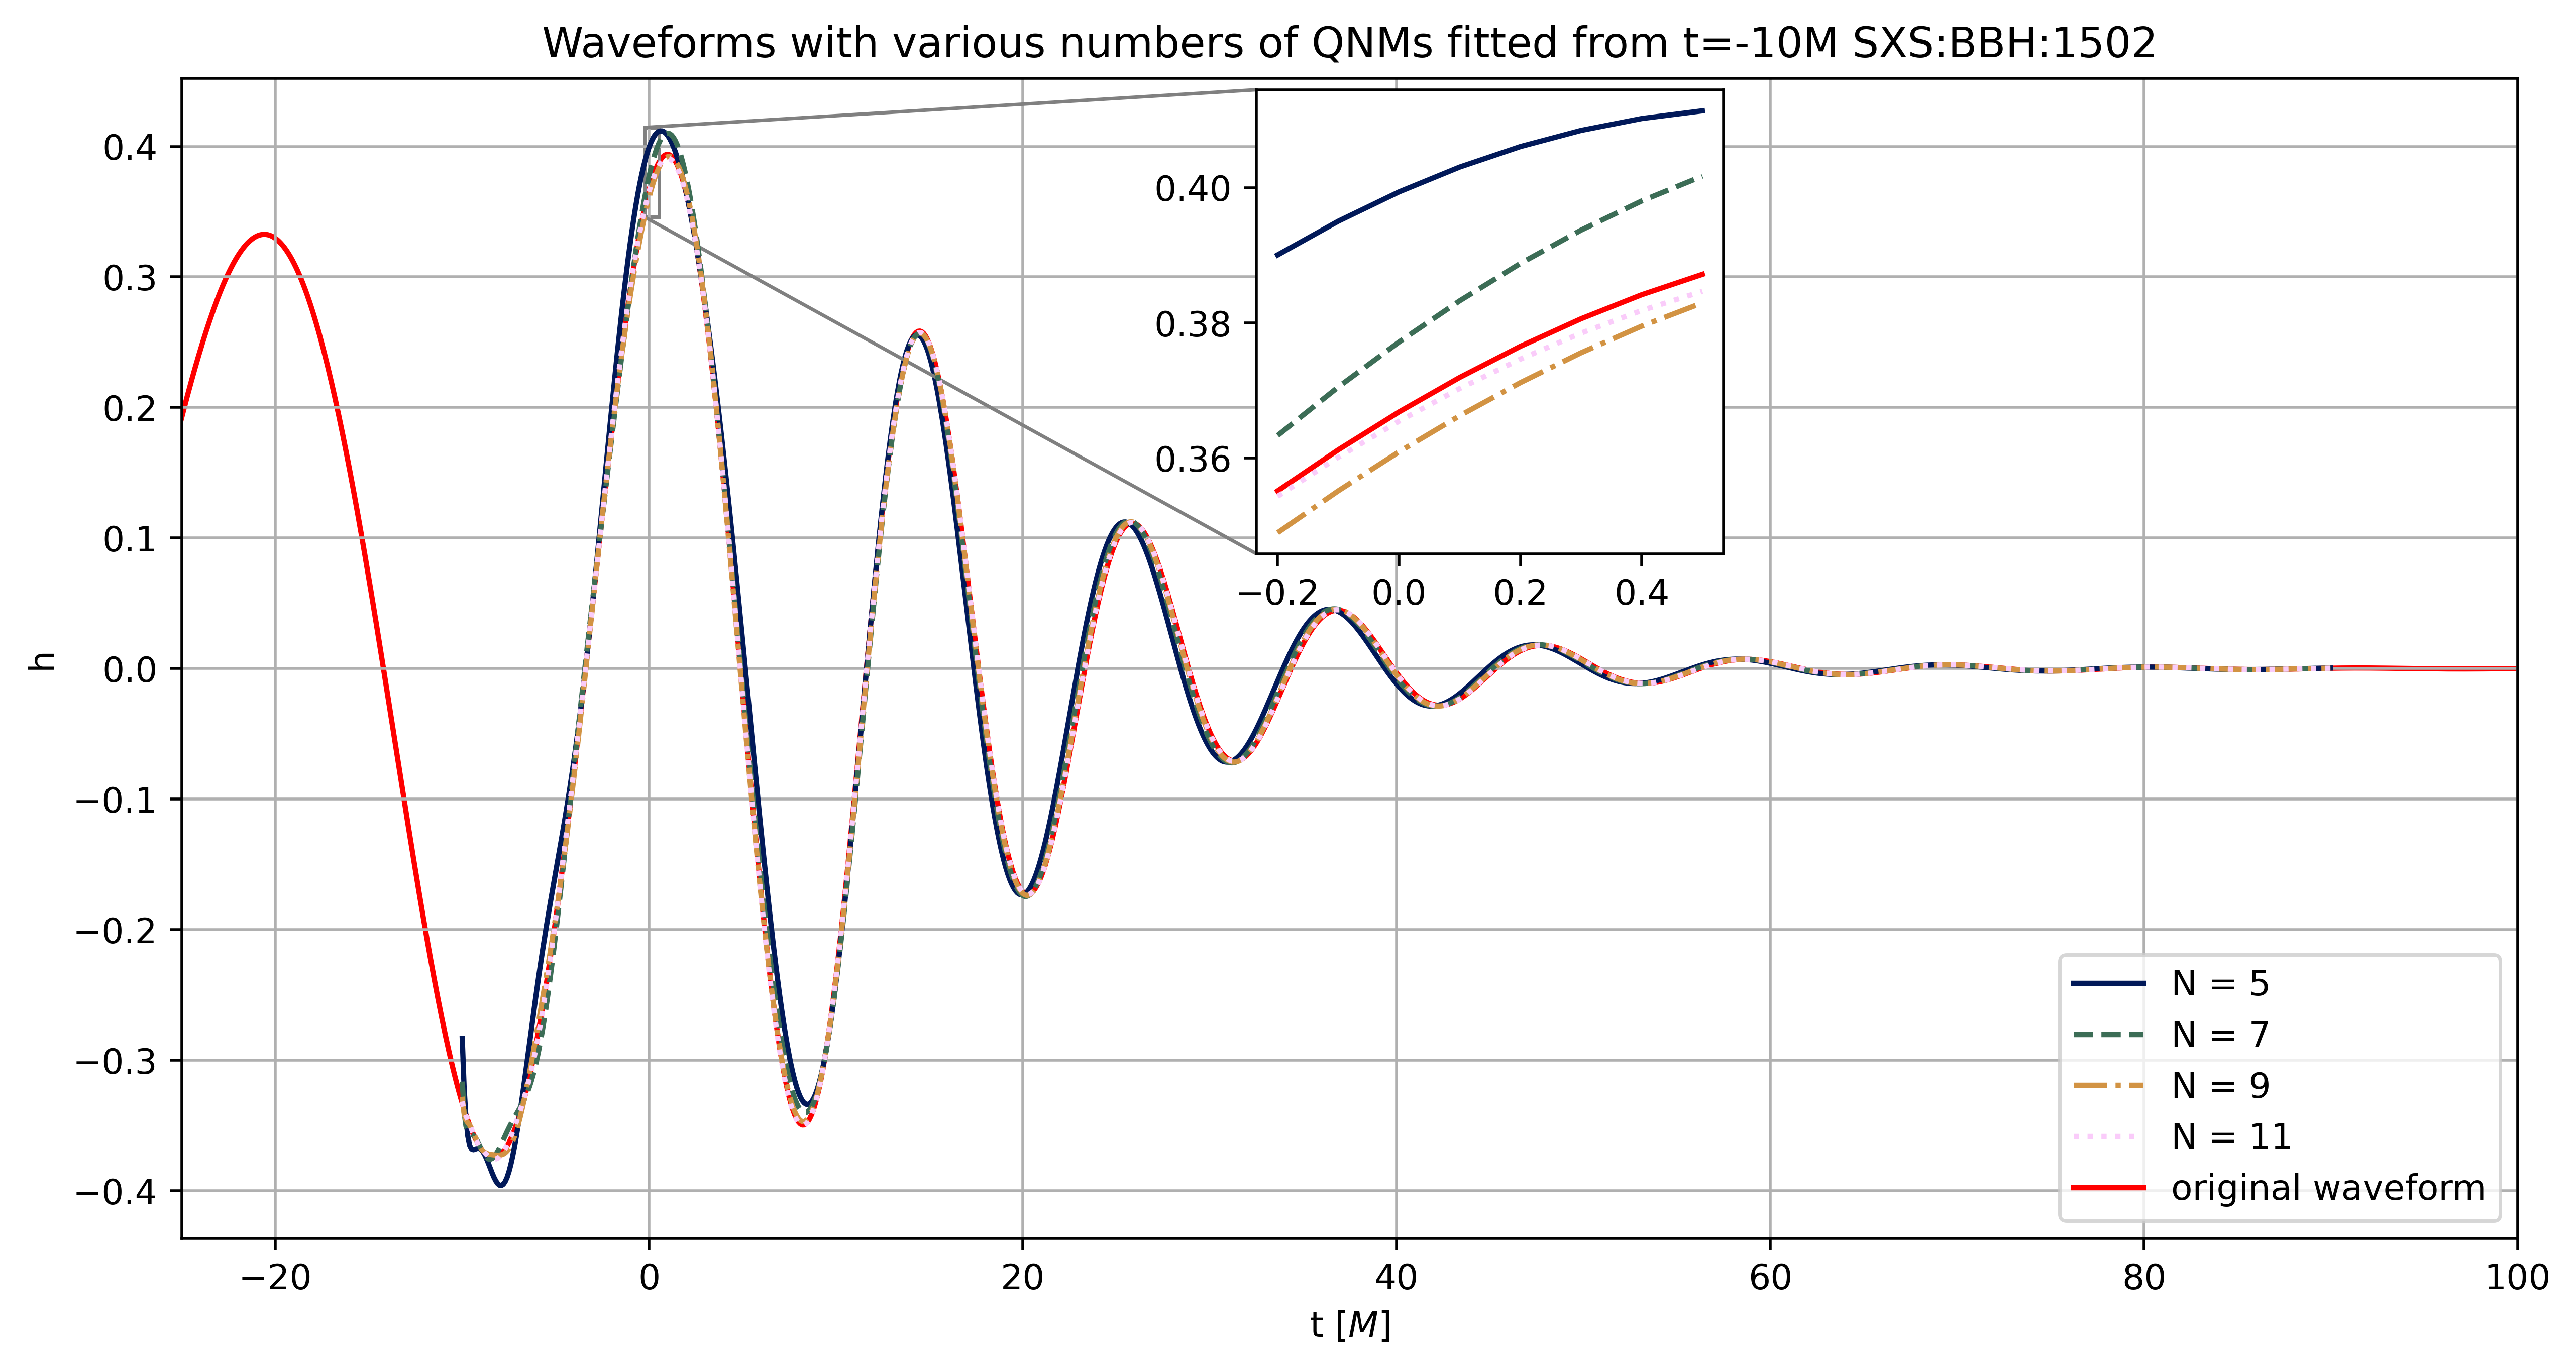 Waveforms with various numbers of QNMs fitted from t=-10M SXS:BBH:1502
0.4
0.3
0.2
0.1
0.0
−0.1
−0.2
−0.3
−0.4
h
0.40
0.38
0.36
−0.2 0.0 0.2 0.4
N = 5
N = 7
N = 9
N = 11
original waveform
−20 0 20 40 60 80 100
t [M]